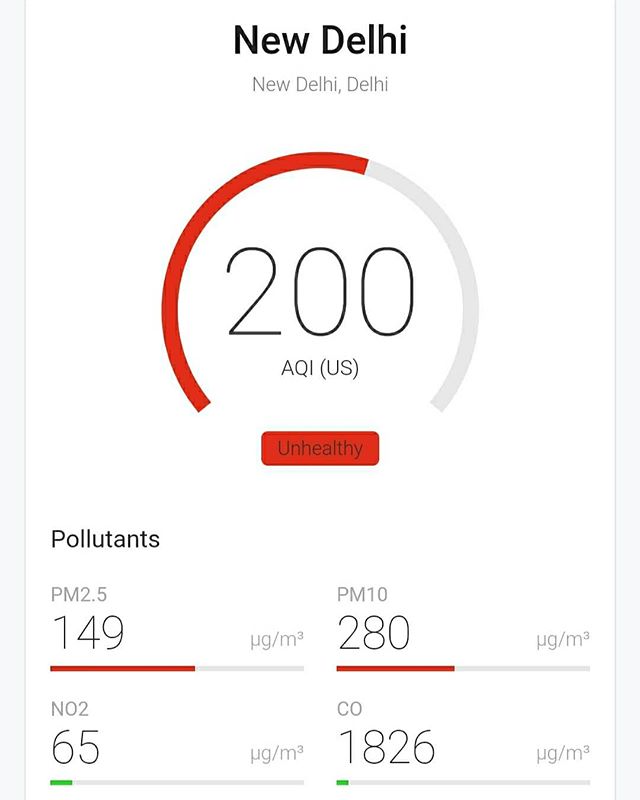 New Delhi
New Delhi, Delhi
200
AQI (US)
Unhealthy
Pollutants
PM2.5
149 µg/m³
PM10
280 µg/m³
NO2
65 µg/m³
CO
1826 µg/m³